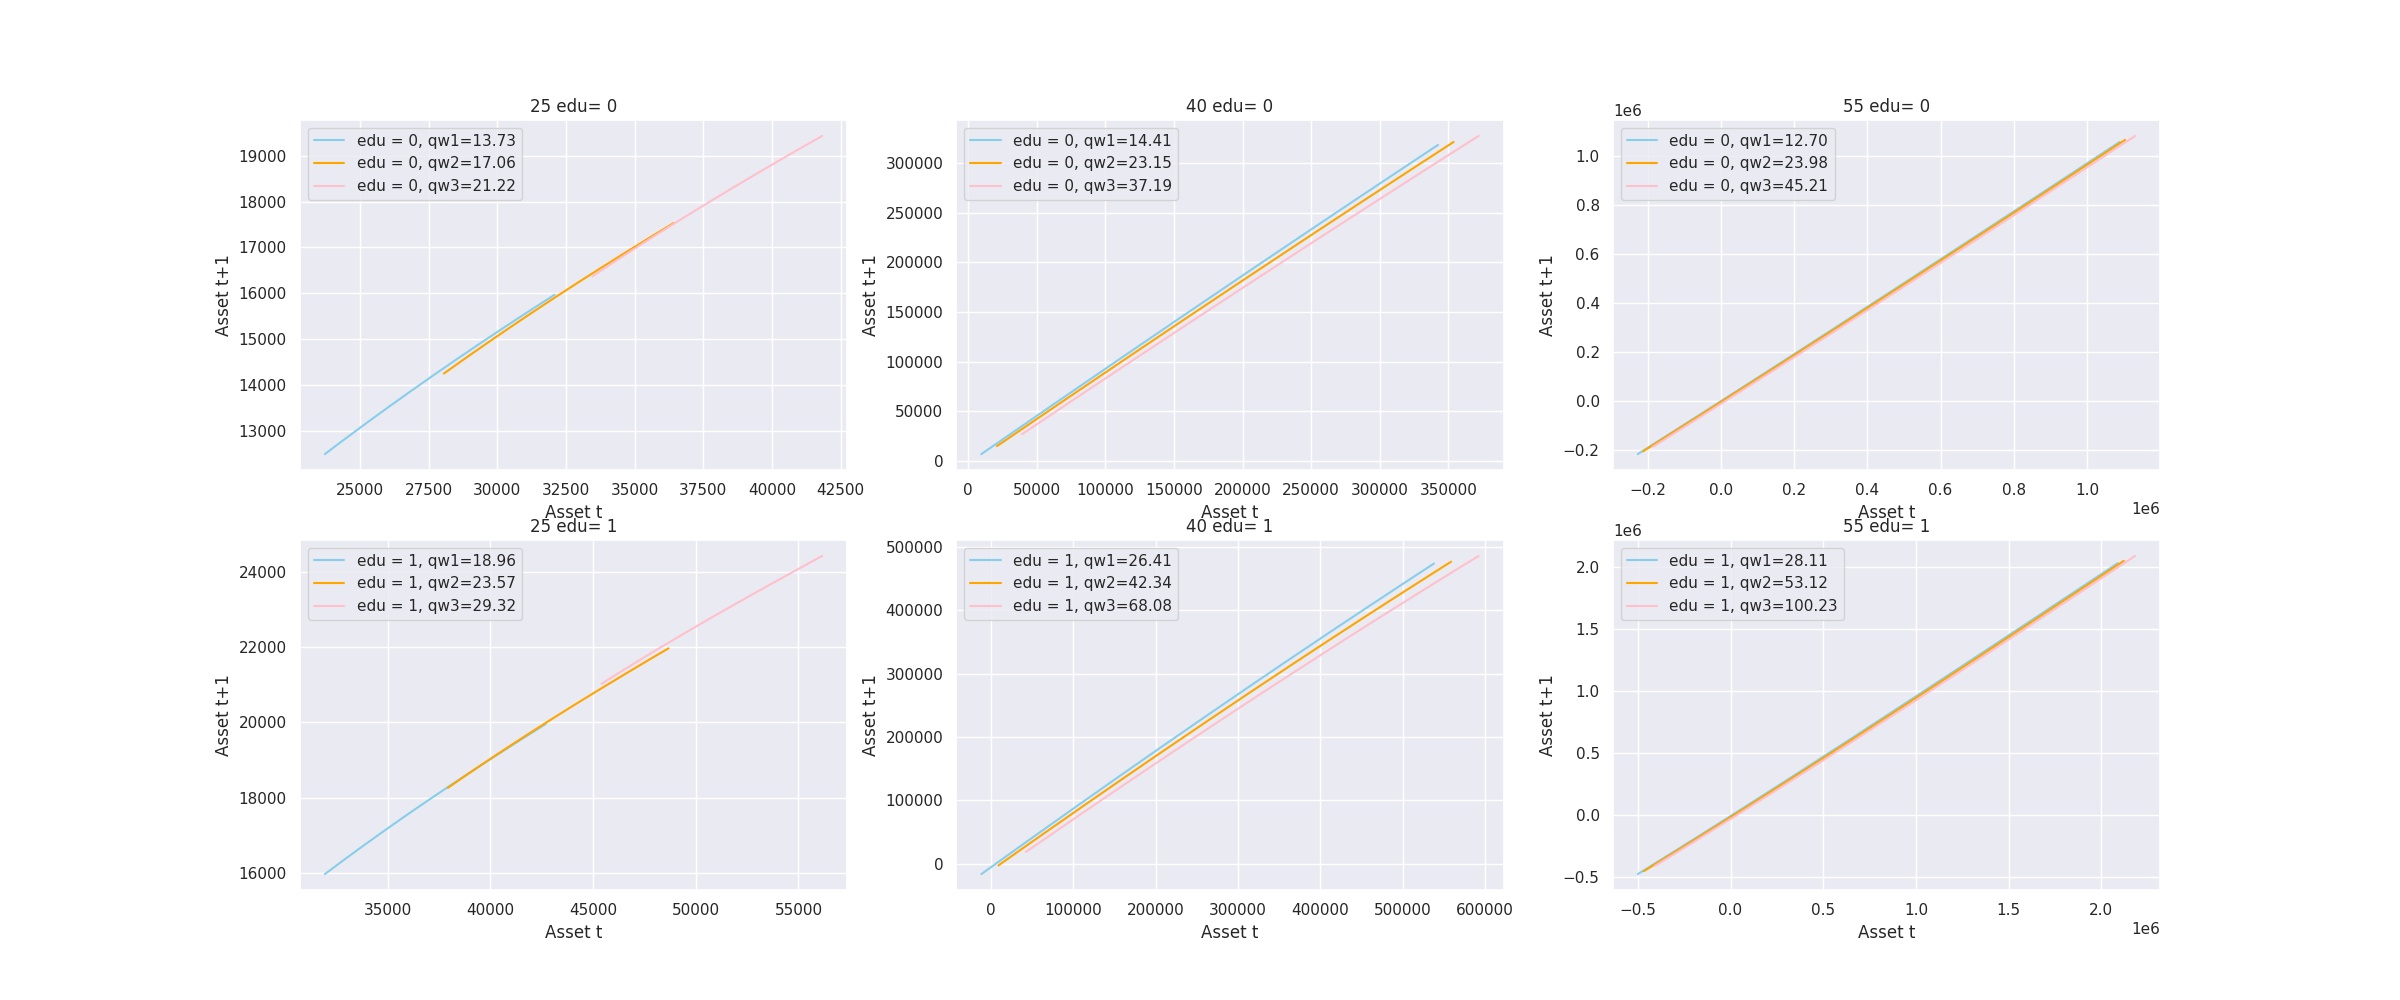 25 edu= 0
edu = 0, qw1=13.73
edu = 0, qw2=17.06
edu = 0, qw3=21.22
19000
18000
17000
16000
15000
14000
13000
Asset t+1
25000 27500 30000 32500 35000 37500 40000 42500
Asset t
40 edu= 0
edu = 0, qw1=14.41
edu = 0, qw2=23.15
edu = 0, qw3=37.19
300000
250000
200000
150000
100000
50000
0
Asset t+1
0 50000 100000 150000 200000 250000 300000 350000
Asset t
55 edu= 0
1e6
edu = 0, qw1=12.70
edu = 0, qw2=23.98
edu = 0, qw3=45.21
1.0
0.8
0.6
0.4
0.2
0.0
−0.2
Asset t+1
−0.2 0.0 0.2 0.4 0.6 0.8 1.0
1e6
Asset t
25 edu= 1
edu = 1, qw1=18.96
edu = 1, qw2=23.57
edu = 1, qw3=29.32
24000
22000
20000
18000
16000
Asset t+1
35000 40000 45000 50000 55000
Asset t
40 edu= 1
edu = 1, qw1=26.41
edu = 1, qw2=42.34
edu = 1, qw3=68.08
500000
400000
300000
200000
100000
0
Asset t+1
0 100000 200000 300000 400000 500000 600000
Asset t
55 edu= 1
1e6
edu = 1, qw1=28.11
edu = 1, qw2=53.12
edu = 1, qw3=100.23
2.0
1.5
1.0
0.5
0.0
−0.5
Asset t+1
−0.5 0.0 0.5 1.0 1.5 2.0
1e6
Asset t